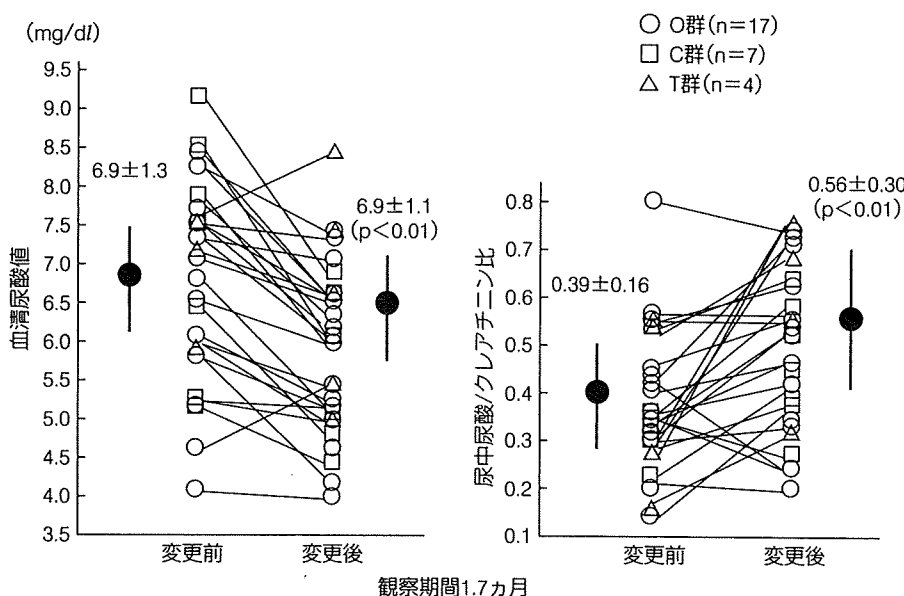 (mg/dl)
○ O群(n=17)
□ C群(n=7)
△ T群(n=4)
9.5
9.0
8.5
8.0
7.5
7.0
6.5
6.0
5.5
5.0
4.5
4.0
3.5
血清尿酸値
6.9±1.3
6.9±1.1
(p<0.01)
変更前
変更後
0.8
0.7
0.6
0.5
0.4
0.3
0.2
0.1
尿中尿酸/クレアチニン比
0.39±0.16
0.56±0.30
(p<0.01)
変更前
変更後
観察期間1.7ヵ月